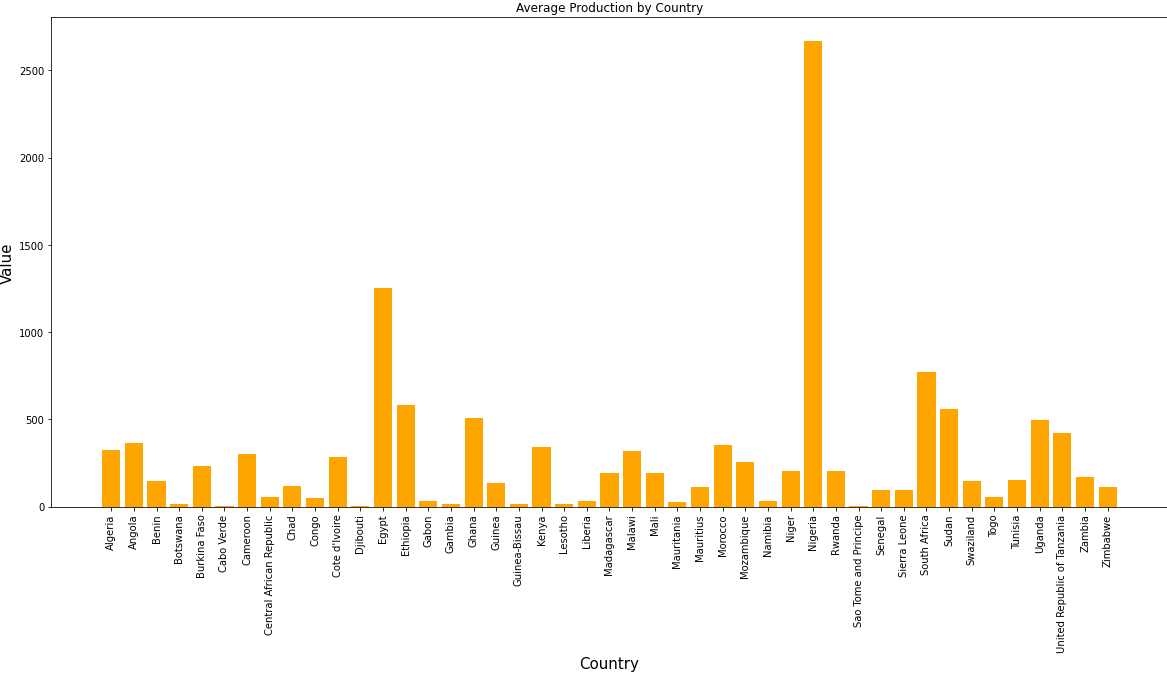 Average Production by Country
Value
2500
2000
1500
1000
500
0
Algeria
Angola
Benin
Botswana
Burkina Faso
Cabo Verde
Cameroon
Central African Republic
Chad
Congo
Cote d'Ivoire
Djibouti
Egypt
Ethiopia
Gabon
Gambia
Ghana
Guinea
Guinea-Bissau
Kenya
Lesotho
Liberia
Madagascar
Malawi
Mali
Mauritania
Mauritius
Morocco
Mozambique
Namibia
Niger
Nigeria
Rwanda
Sao Tome and Principe
Senegal
Sierra Leone
South Africa
Sudan
Swaziland
Togo
Tunisia
Uganda
United Republic of Tanzania
Zambia
Zimbabwe
Country